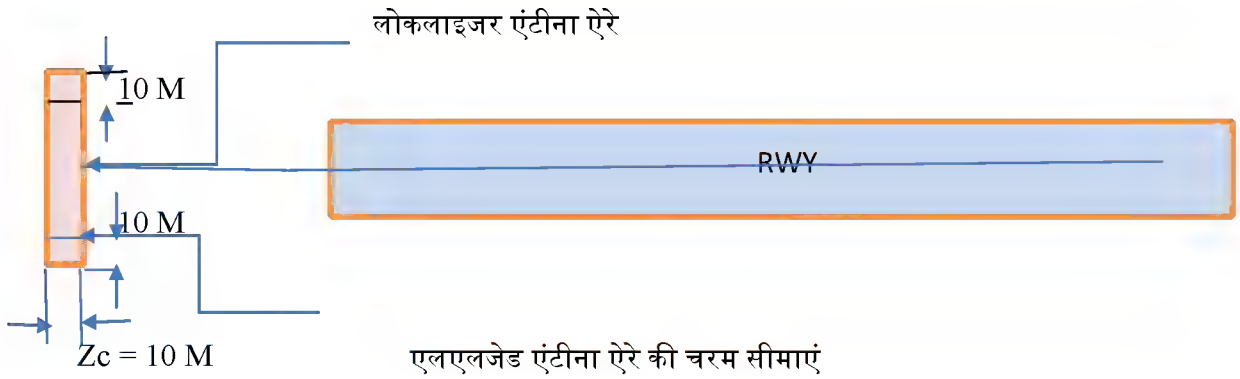 लोकलाइजर एंटीना ऐरे
10 M
RWY
10 M
Zc = 10 M
एलएलजेड एंटीना ऐरे की चरम सीमाएं